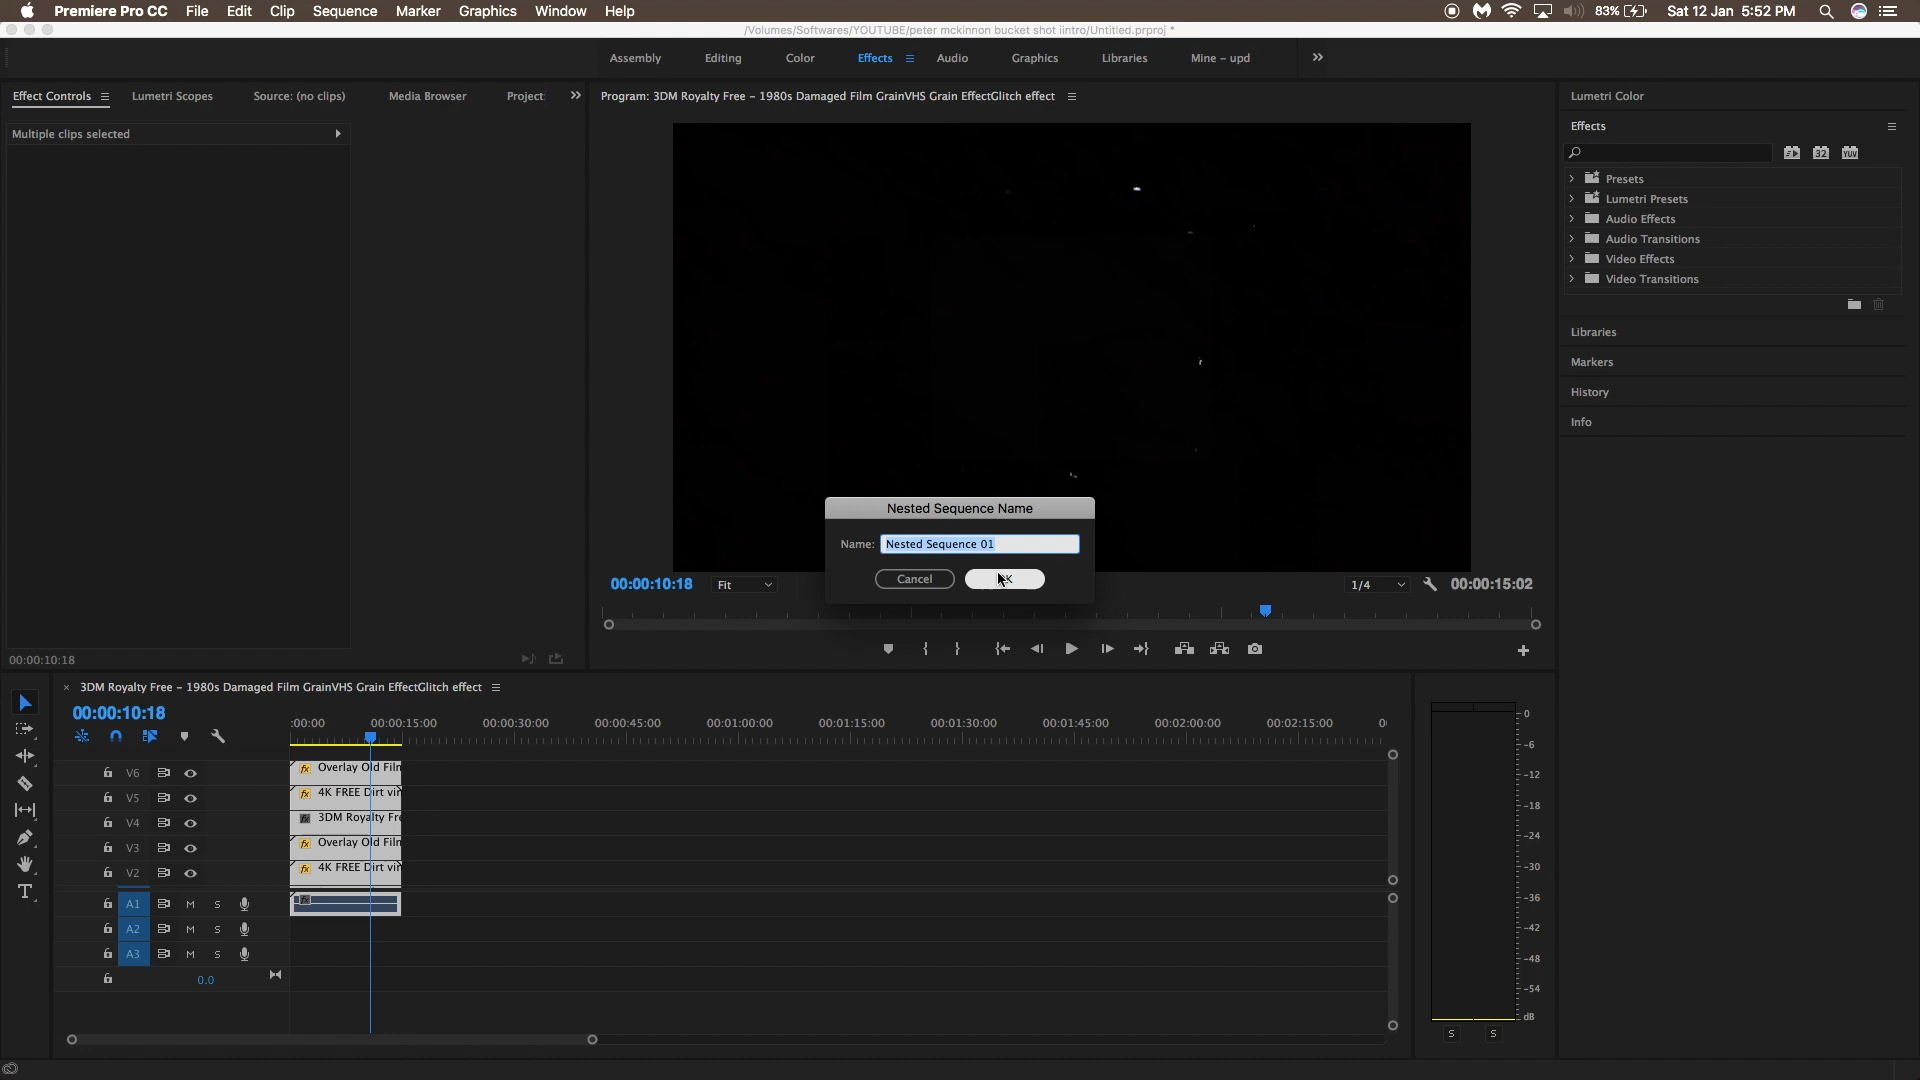 Premiere Pro CC File Edit Clip Sequence Marker Graphics Window Help 83% Sat 12 Jan 5:52 PM
/Volumes/Softwares/YOUTUBE/peter mckinnon bucket shot iintro/Untitled.prproj *
Assembly Editing Color Effects Audio Graphics Libraries Mine - upd
Effect Controls Lumetri Scopes Source: (no clips) Media Browser Project:
Program: 3DM Royalty Free - 1980s Damaged Film GrainVHS Grain EffectGlitch effect
Lumetri Color
Effects
Multiple clips selected
32 YUV
Presets
Lumetri Presets
Audio Effects
Audio Transitions
Video Effects
Video Transitions
Libraries
Markers
History
Info
Nested Sequence Name
Name: Nested Sequence 01
Cancel
00:00:10:18 Fit 1/4 00:00:15:02
00:00:10:18
3DM Royalty Free - 1980s Damaged Film GrainVHS Grain EffectGlitch effect
00:00:10:18
:00:00 00:00:15:00 00:00:30:00 00:00:45:00 00:01:00:00 00:01:15:00 00:01:30:00 00:01:45:00 00:02:00:00 00:02:15:00 0
V6 fx Overlay Old Film
V5 fx 4K FREE Dirt vin
V4 fx 3DM Royalty Fre
V3 fx Overlay Old Film
V2 fx 4K FREE Dirt vin
A1 M S fx
A2 M S
A3 M S
0.0
0
-6
-12
-18
-24
-30
-36
-42
-48
-54
dB
S S